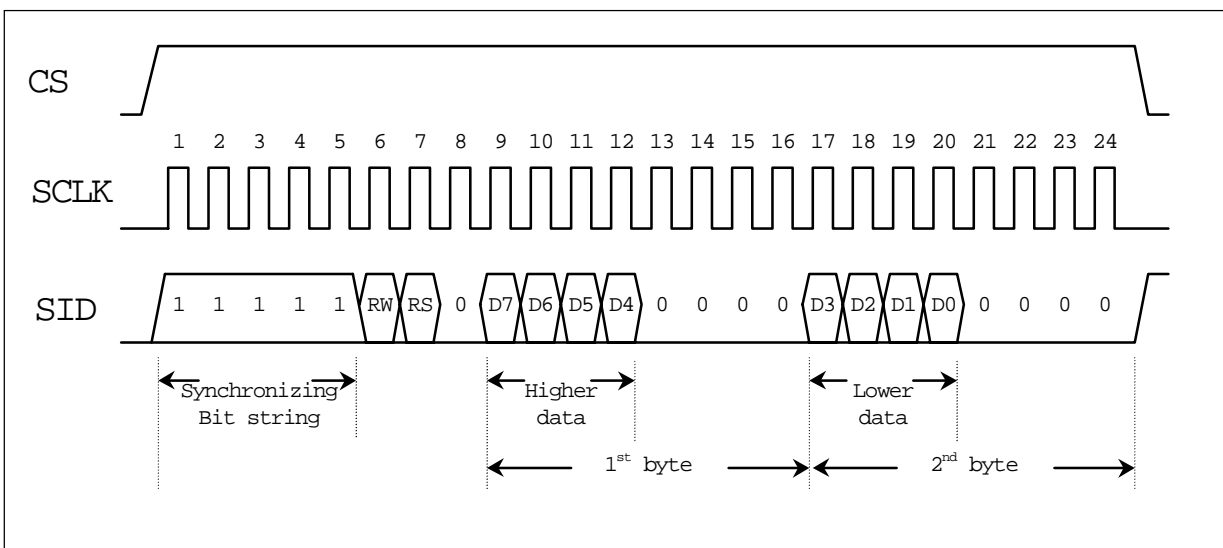 CS
1 2 3 4 5 6 7 8 9 10 11 12 13 14 15 16 17 18 19 20 21 22 23 24
SCLK
SID 1 1 1 1 1 RW RS 0 D7 D6 D5 D4 0 0 0 0 D3 D2 D1 D0 0 0 0 0
Synchronizing Higher Lower
Bit string data data
1st byte 2nd byte